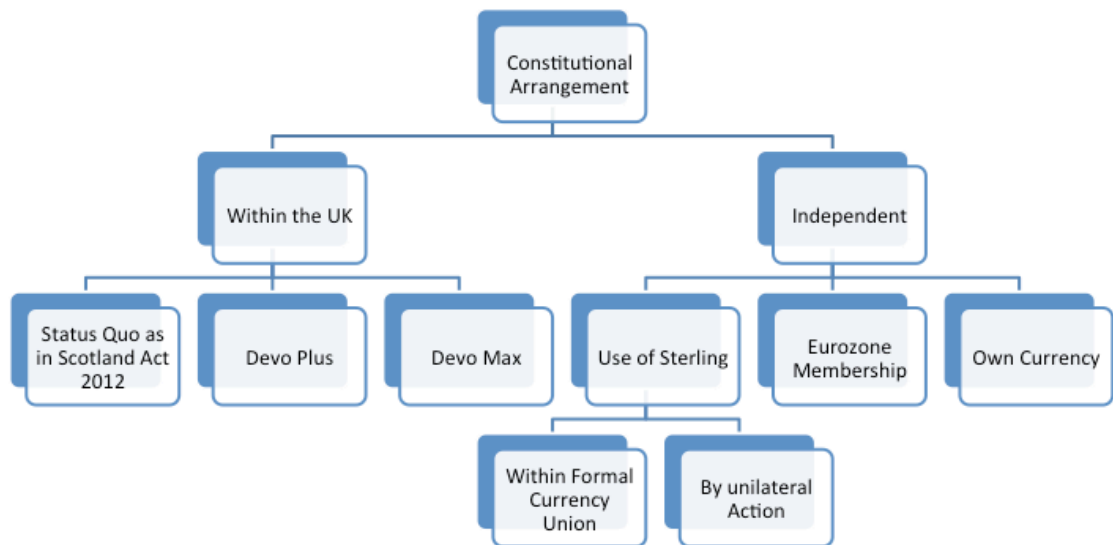 Constitutional
Arrangement
Within the UK
Independent
Status Quo as
in Scotland Act
2012
Devo Plus
Devo Max
Use of Sterling
Eurozone
Membership
Own Currency
Within Formal
Currency
Union
By unilateral
Action